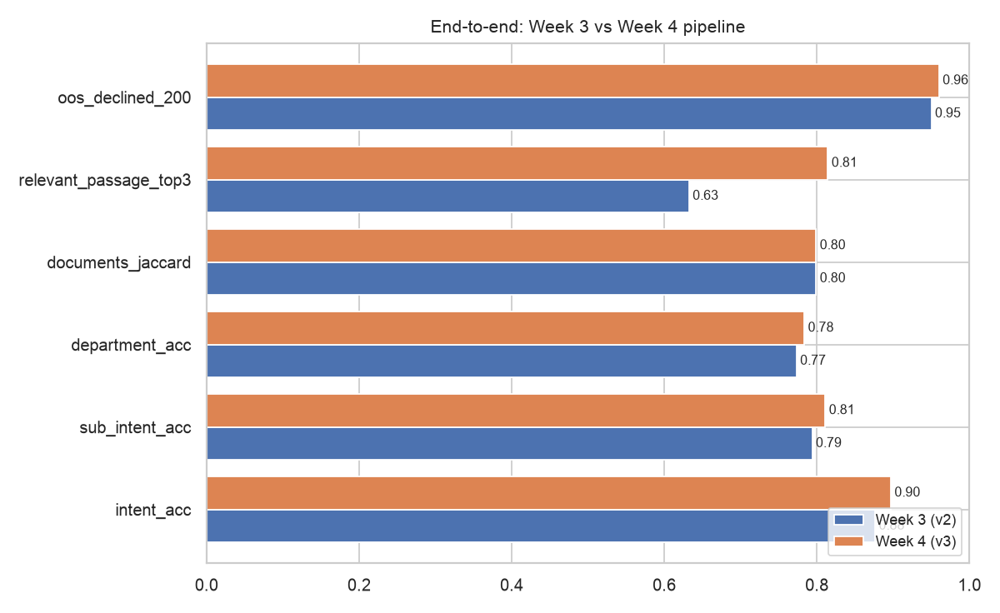 End-to-end: Week 3 vs Week 4 pipeline
oos_declined_200
0.96
0.95
relevant_passage_top3
0.81
0.63
documents_jaccard
0.80
0.80
department_acc
0.78
0.77
sub_intent_acc
0.81
0.79
intent_acc
0.90
0.88
Week 3 (v2)
Week 4 (v3)
0.0 0.2 0.4 0.6 0.8 1.0